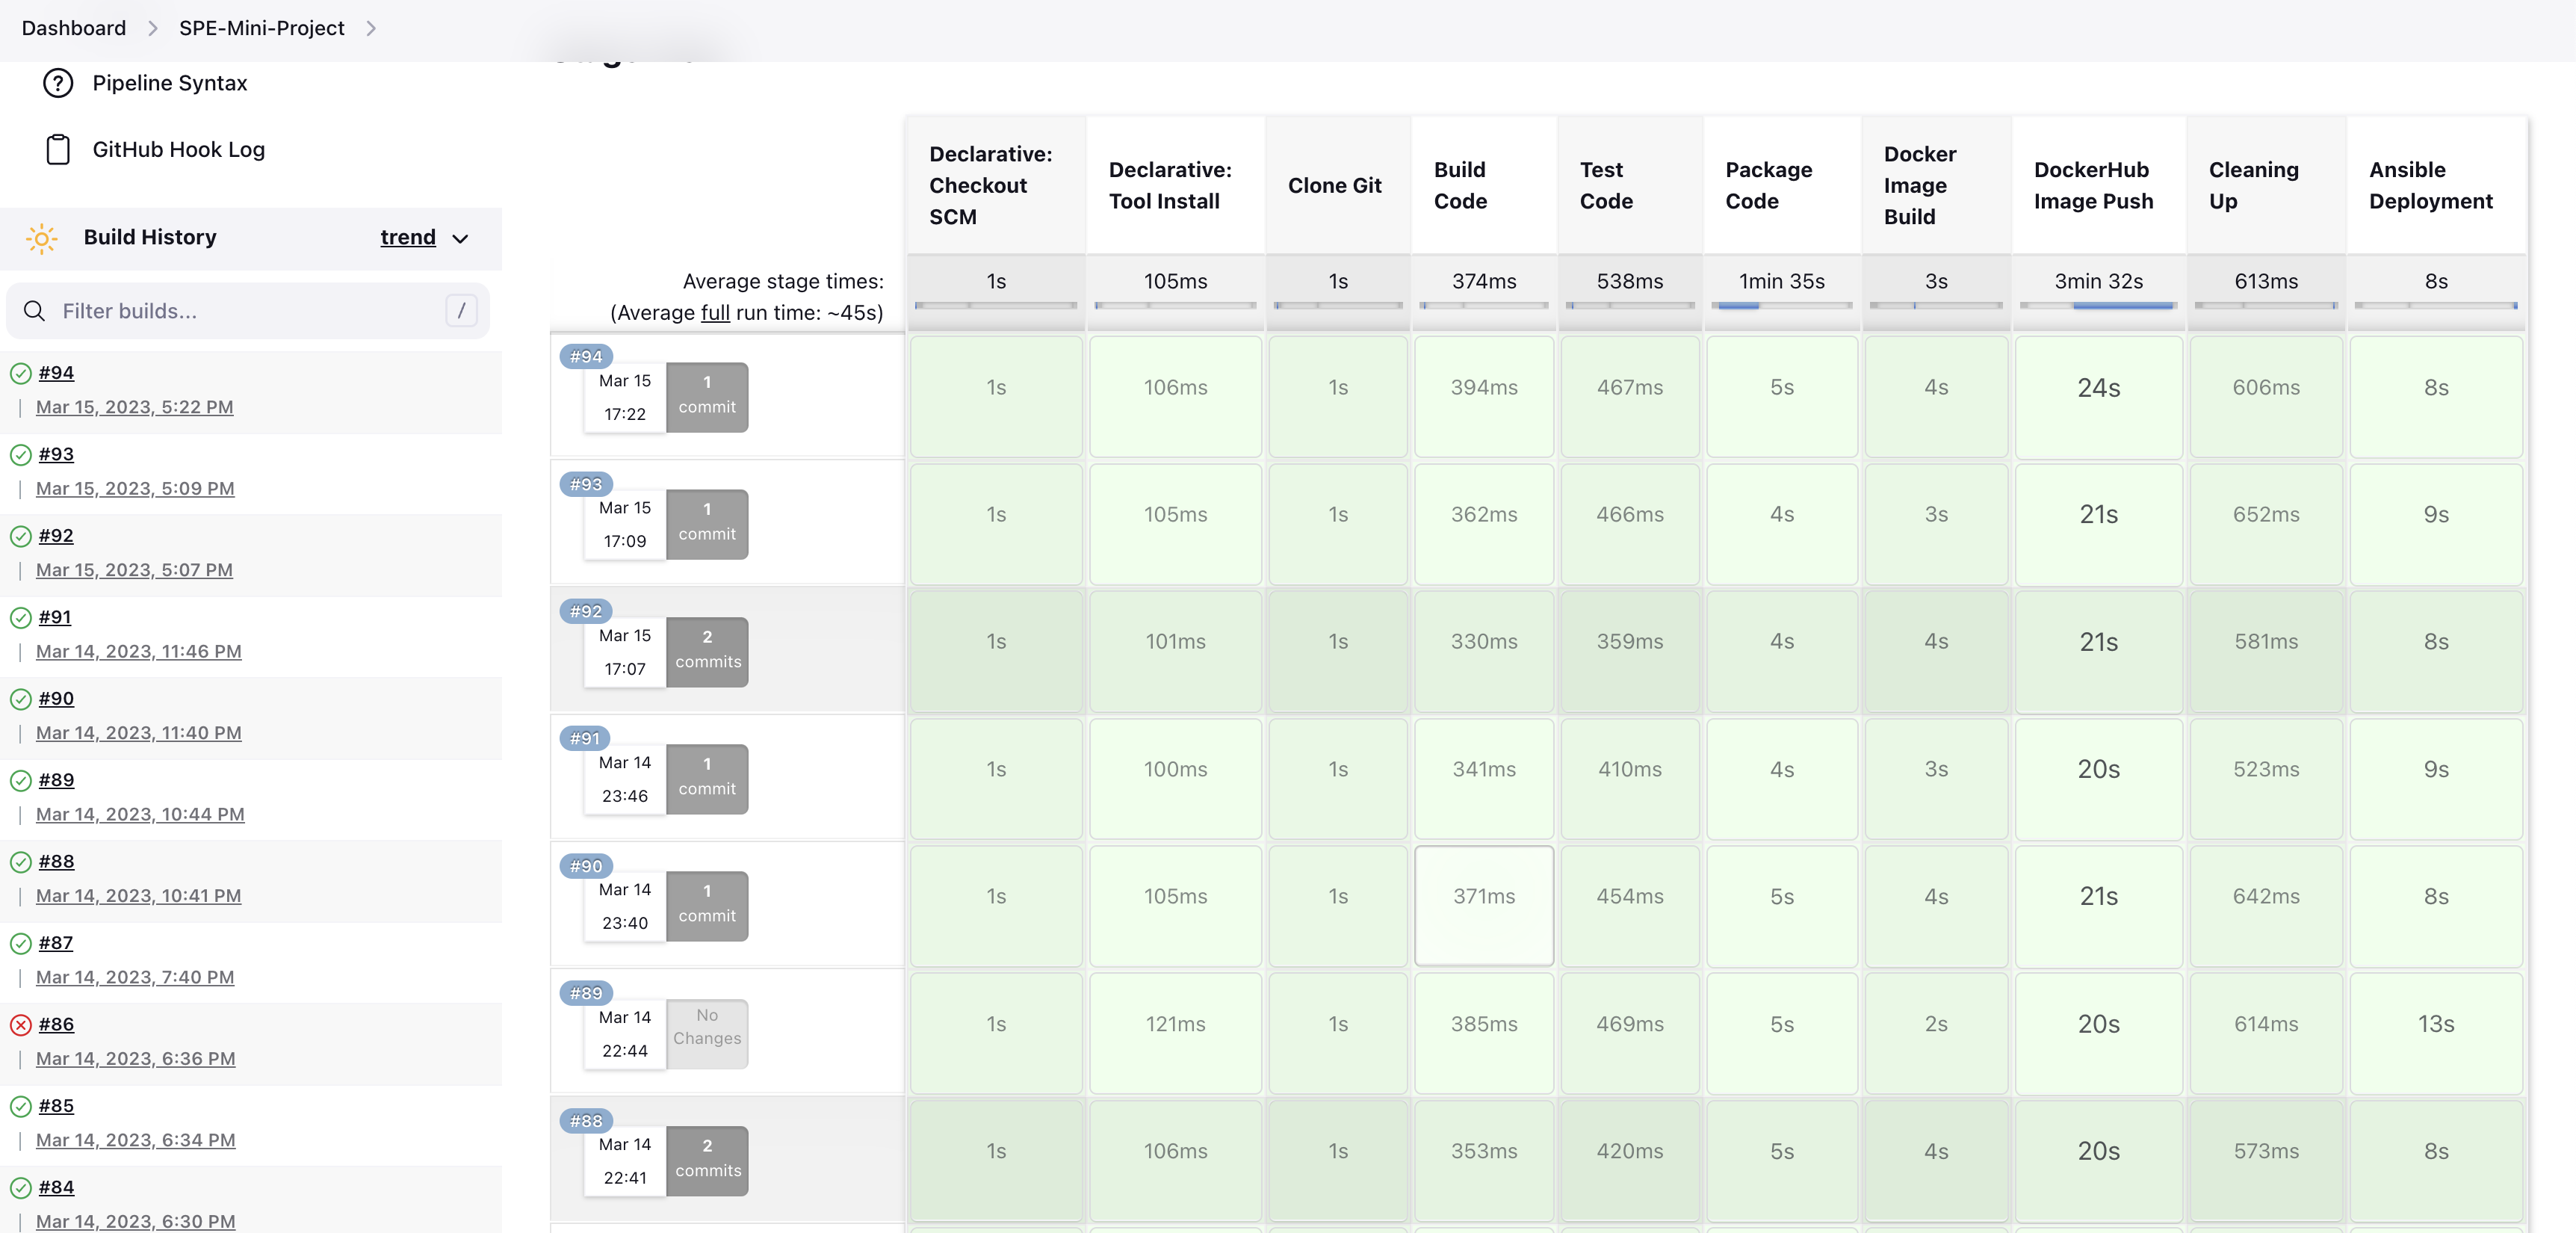 Dashboard
SPE-Mini-Project
Pipeline Syntax
GitHub Hook Log
Build History
trend
Filter builds...
/
#94
Mar 15, 2023, 5:22 PM
#93
Mar 15, 2023, 5:09 PM
#92
Mar 15, 2023, 5:07 PM
#91
Mar 14, 2023, 11:46 PM
#90
Mar 14, 2023, 11:40 PM
#89
Mar 14, 2023, 10:44 PM
#88
Mar 14, 2023, 10:41 PM
#87
Mar 14, 2023, 7:40 PM
#86
Mar 14, 2023, 6:36 PM
#85
Mar 14, 2023, 6:34 PM
#84
Mar 14, 2023, 6:30 PM
Declarative:
Checkout
SCM
Declarative:
Tool Install
Clone Git
Build
Code
Test
Code
Package
Code
Docker
Image
Build
DockerHub
Image Push
Cleaning
Up
Ansible
Deployment
Average stage times:
(Average full run time: ~45s)
1s 105ms 1s 374ms 538ms 1min 35s 3s 3min 32s 613ms 8s
#94
Mar 15
17:22
1
commit
1s 106ms 1s 394ms 467ms 5s 4s 24s 606ms 8s
#93
Mar 15
17:09
1
commit
1s 105ms 1s 362ms 466ms 4s 3s 21s 652ms 9s
#92
Mar 15
17:07
2
commits
1s 101ms 1s 330ms 359ms 4s 4s 21s 581ms 8s
#91
Mar 14
23:46
1
commit
1s 100ms 1s 341ms 410ms 4s 3s 20s 523ms 9s
#90
Mar 14
23:40
1
commit
1s 105ms 1s 371ms 454ms 5s 4s 21s 642ms 8s
#89
Mar 14
22:44
No
Changes
1s 121ms 1s 385ms 469ms 5s 2s 20s 614ms 13s
#88
Mar 14
22:41
2
commits
1s 106ms 1s 353ms 420ms 5s 4s 20s 573ms 8s